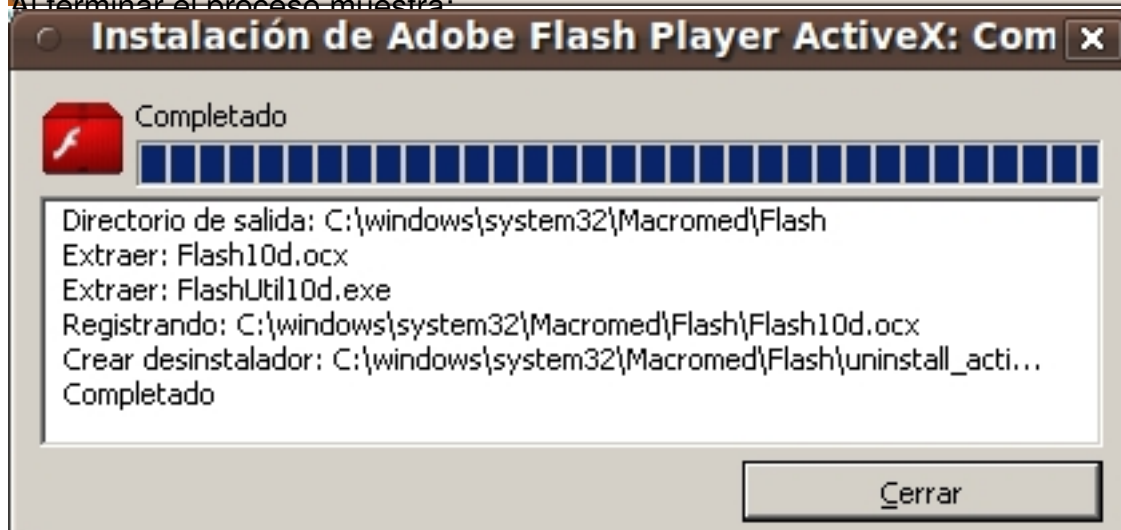 Al terminar el proceso muestra:
Instalación de Adobe Flash Player ActiveX: Com
Completado
Directorio de salida: C:\windows\system32\Macromed\Flash
Extraer: Flash10d.ocx
Extraer: FlashUtil10d.exe
Registrando: C:\windows\system32\Macromed\Flash\Flash10d.ocx
Crear desinstalador: C:\windows\system32\Macromed\Flash\uninstall_acti...
Completado
Cerrar